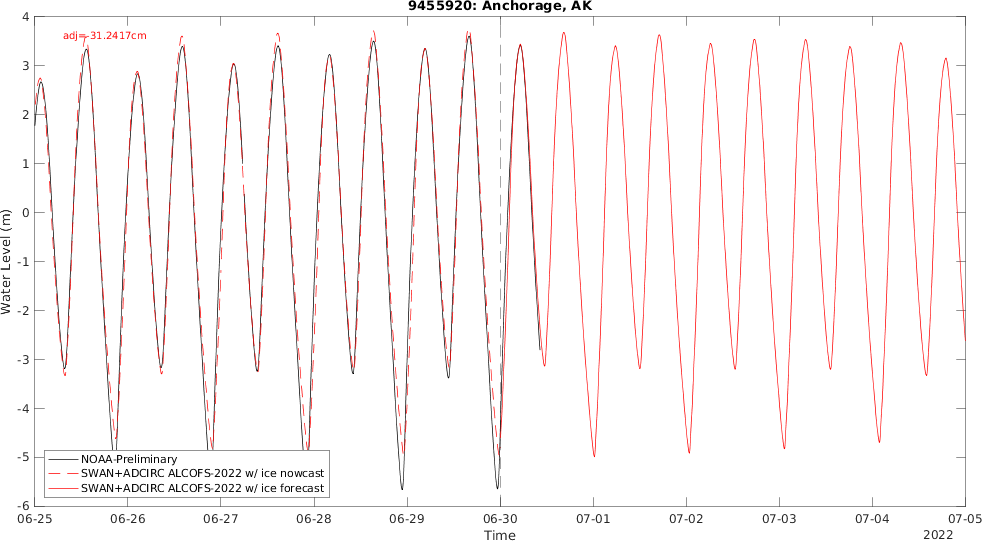 9455920: Anchorage, AK
adj=-31.2417cm
4
3
2
1
0
-1
-2
-3
-4
-5
-6
Water Level (m)
NOAA-Preliminary
SWAN+ADCIRC ALCOFS-2022 w/ ice nowcast
SWAN+ADCIRC ALCOFS-2022 w/ ice forecast
06-25 06-26 06-27 06-28 06-29 06-30 07-01 07-02 07-03 07-04 07-05
Time
2022